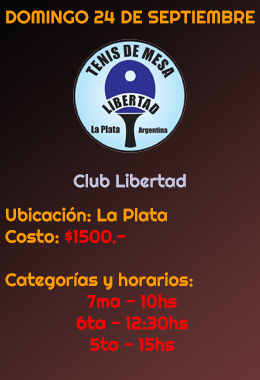 DOMINGO 24 DE SEPTIEMBRE
TENIS DE MESA
LIBERTAD
La Plata Argentina
Club Libertad
Ubicación: La Plata
Costo: $1500.-
Categorías y horarios:
7ma - 10hs
6ta - 12:30hs
5ta - 15hs